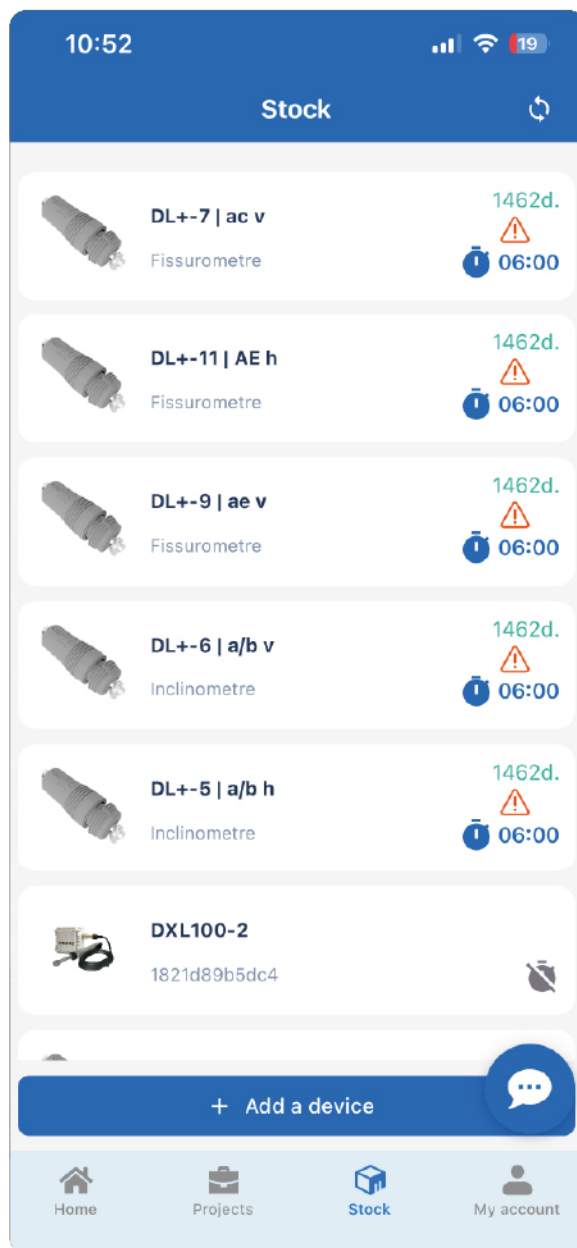 10:52
19
Stock
DL+-7 | ac v
Fissurometre
1462d.
06:00
DL+-11 | AE h
Fissurometre
1462d.
06:00
DL+-9 | ae v
Fissurometre
1462d.
06:00
DL+-6 | a/b v
Inclinometre
1462d.
06:00
DL+-5 | a/b h
Inclinometre
1462d.
06:00
DXL100-2
1821d89b5dc4
+ Add a device
Home
Projects
Stock
My account